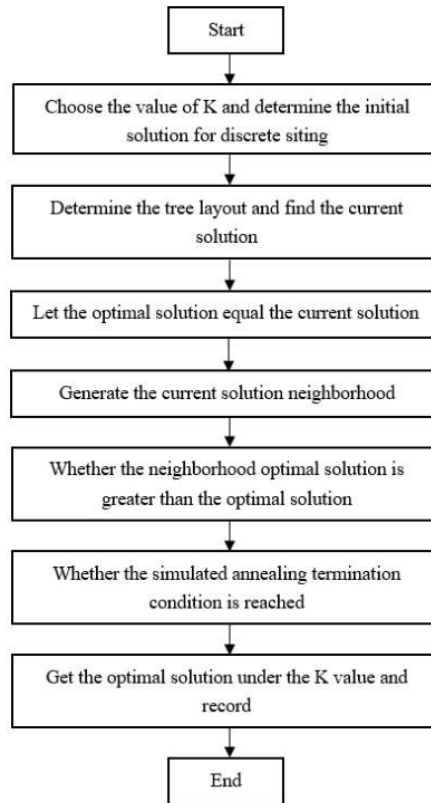 Start
Choose the value of K and determine the initial
solution for discrete siting
Determine the tree layout and find the current
solution
Let the optimal solution equal the current solution
Generate the current solution neighborhood
Whether the neighborhood optimal solution is
greater than the optimal solution
Whether the simulated annealing termination
condition is reached
Get the optimal solution under the K value and
record
End